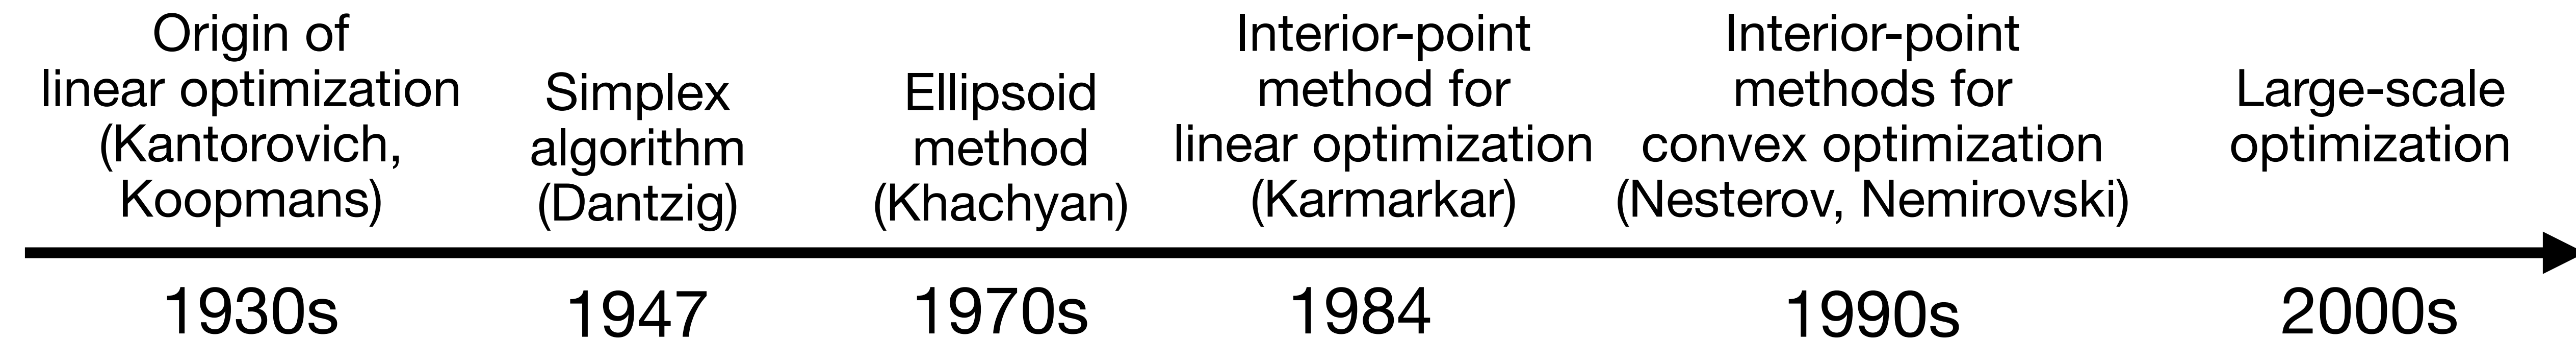 Origin of
linear optimization
(Kantorovich,
Koopmans)
1930s
Simplex
algorithm
(Dantzig)
1947
Ellipsoid
method
(Khachyan)
1970s
Interior-point
method for
linear optimization
(Karmarkar)
1984
Interior-point
methods for
convex optimization
(Nesterov, Nemirovski)
1990s
Large-scale
optimization
2000s